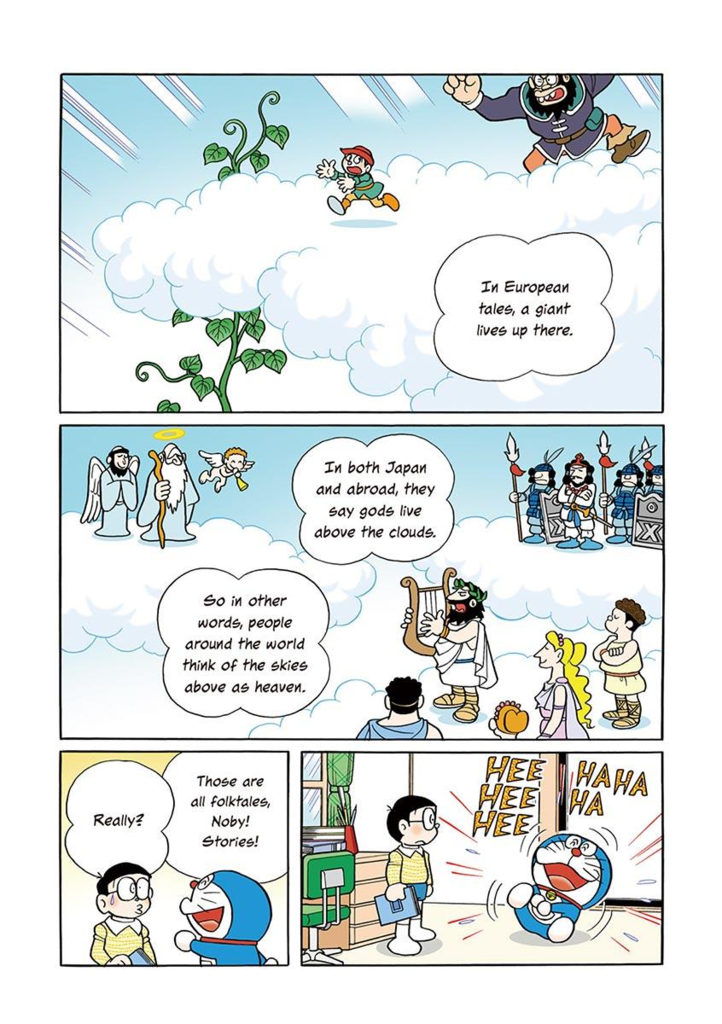 In European
tales, a giant
lives up there.
In both Japan
and abroad, they
say gods live
above the clouds.
So in other
words, people
around the world
think of the skies
above as heaven.
Those are
all folktales,
Noby!
Stories!
Really?
HEE
HEE
HEE
HA HA
HA